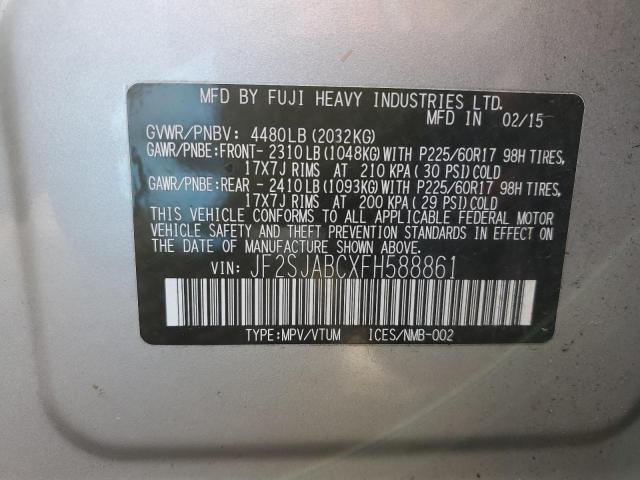 MFD BY FUJI HEAVY INDUSTRIES LTD.
MFD IN 02/15
GVWR/PNBV: 4480LB (2032KG)
GAWR/PNBE: FRONT- 2310LB (1048KG) WITH P225/60R17 98H TIRES,
17X7J RIMS AT 210 KPA ( 30 PSI) COLD
GAWR/PNBE: REAR - 2410LB (1093KG) WITH P225/60R17 98H TIRES,
17X7J RIMS AT 200 KPA ( 29 PSI) COLD
THIS VEHICLE CONFORMS TO ALL APPLICABLE FEDERAL MOTOR
VEHICLE SAFETY AND THEFT PREVENTION STANDARDS IN EFFECT
ON THE DATE OF MANUFACTURE SHOWN ABOVE.
VIN: JF2SJABCXFH588861
TYPE:MPV/VTUM ICES/NMB-002